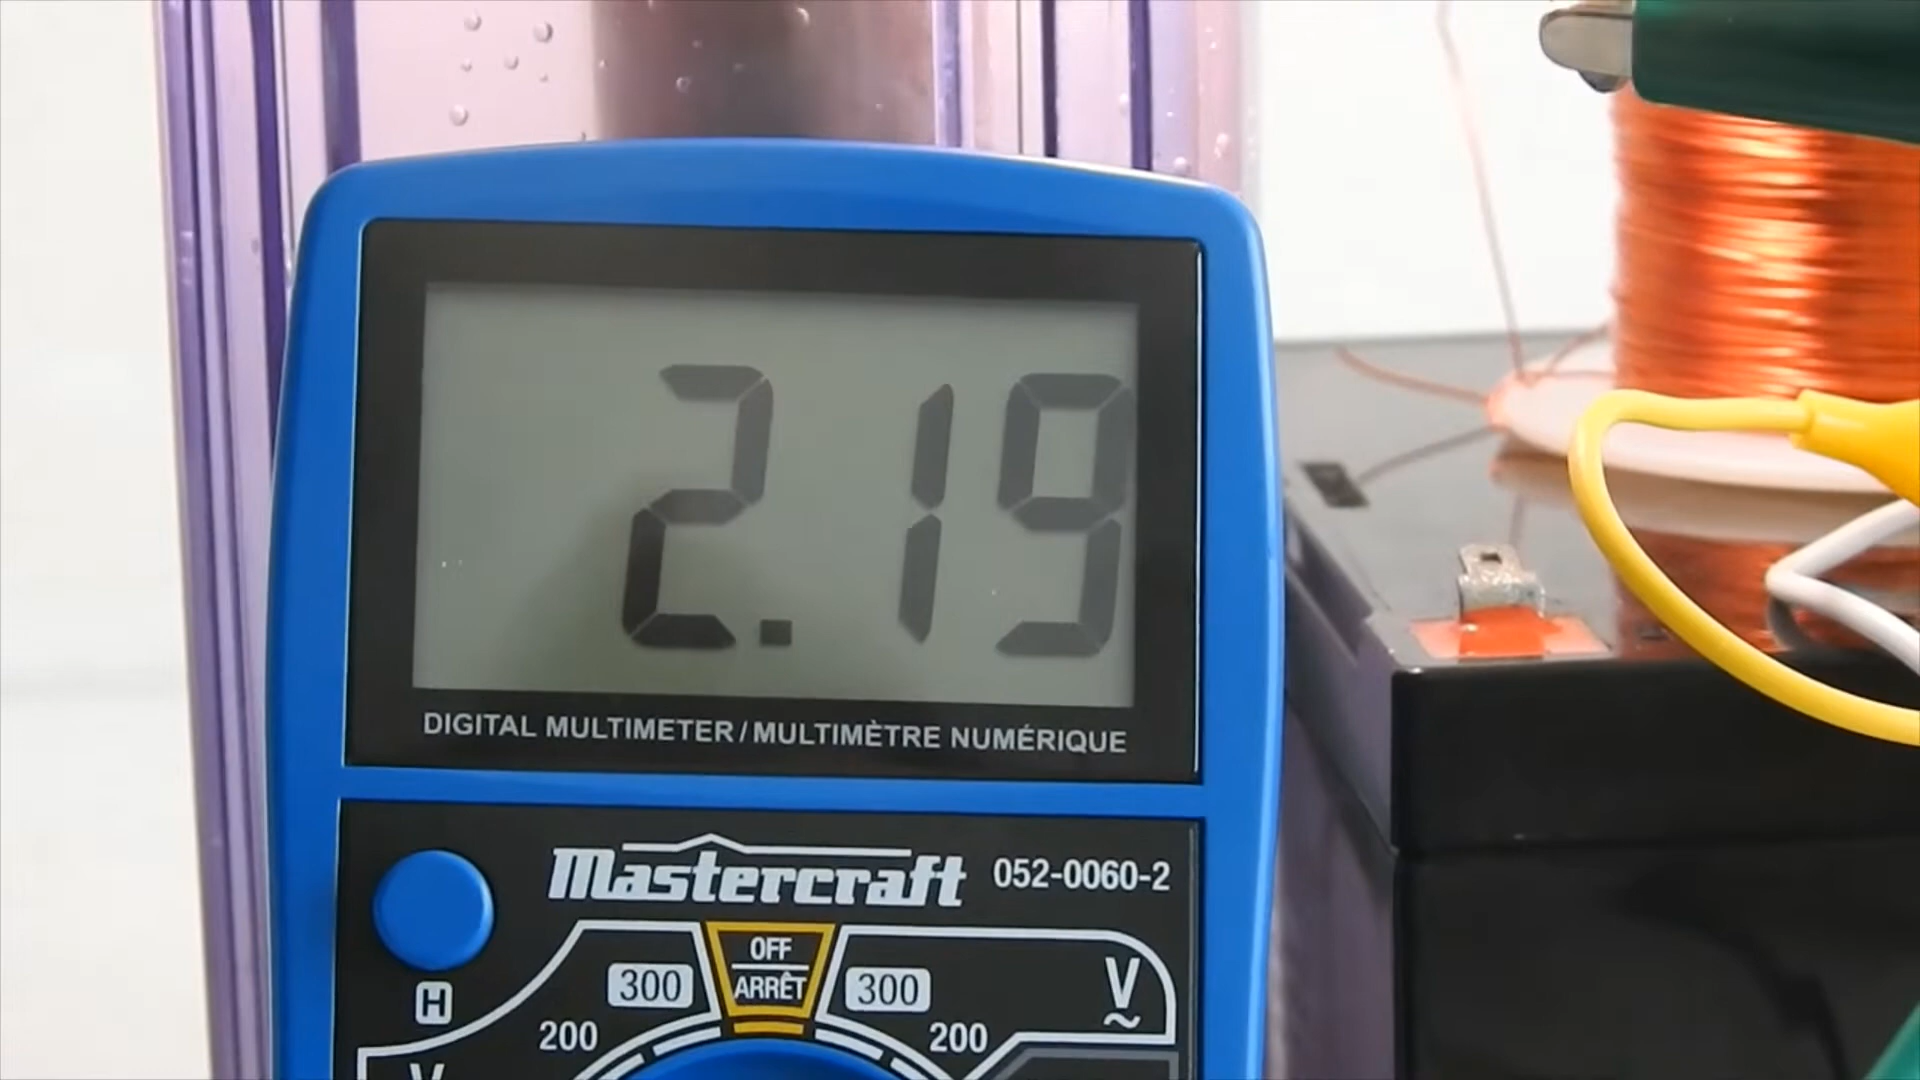 2.19
DIGITAL MULTIMETER / MULTIMÈTRE NUMÉRIQUE
Mastercraft 052-0060-2
OFF
ARRÊT
300
300
V
H
200
200
V